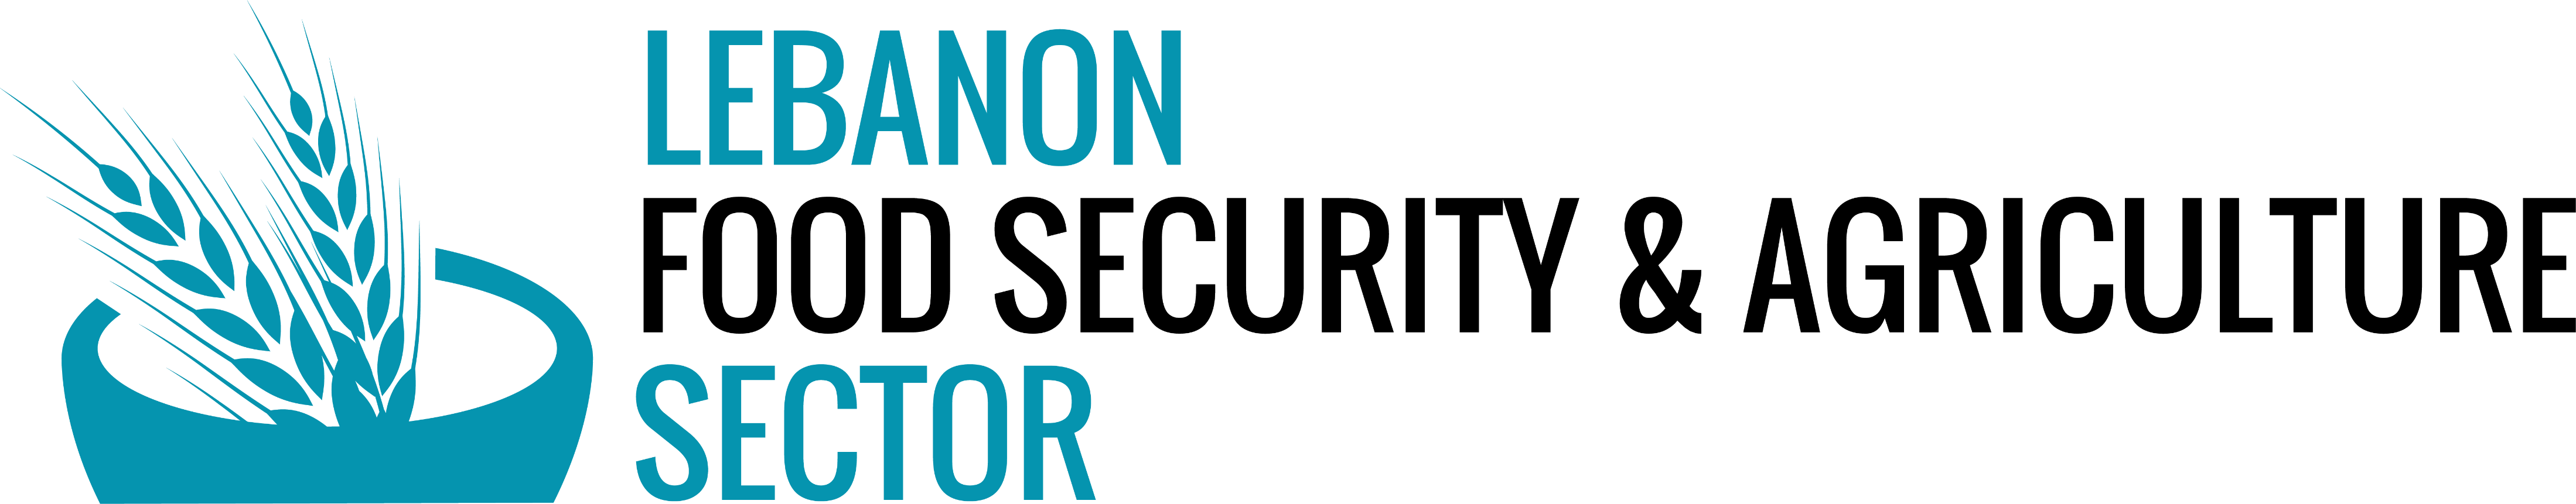 LEBANON
FOOD SECURITY & AGRICULTURE
SECTOR